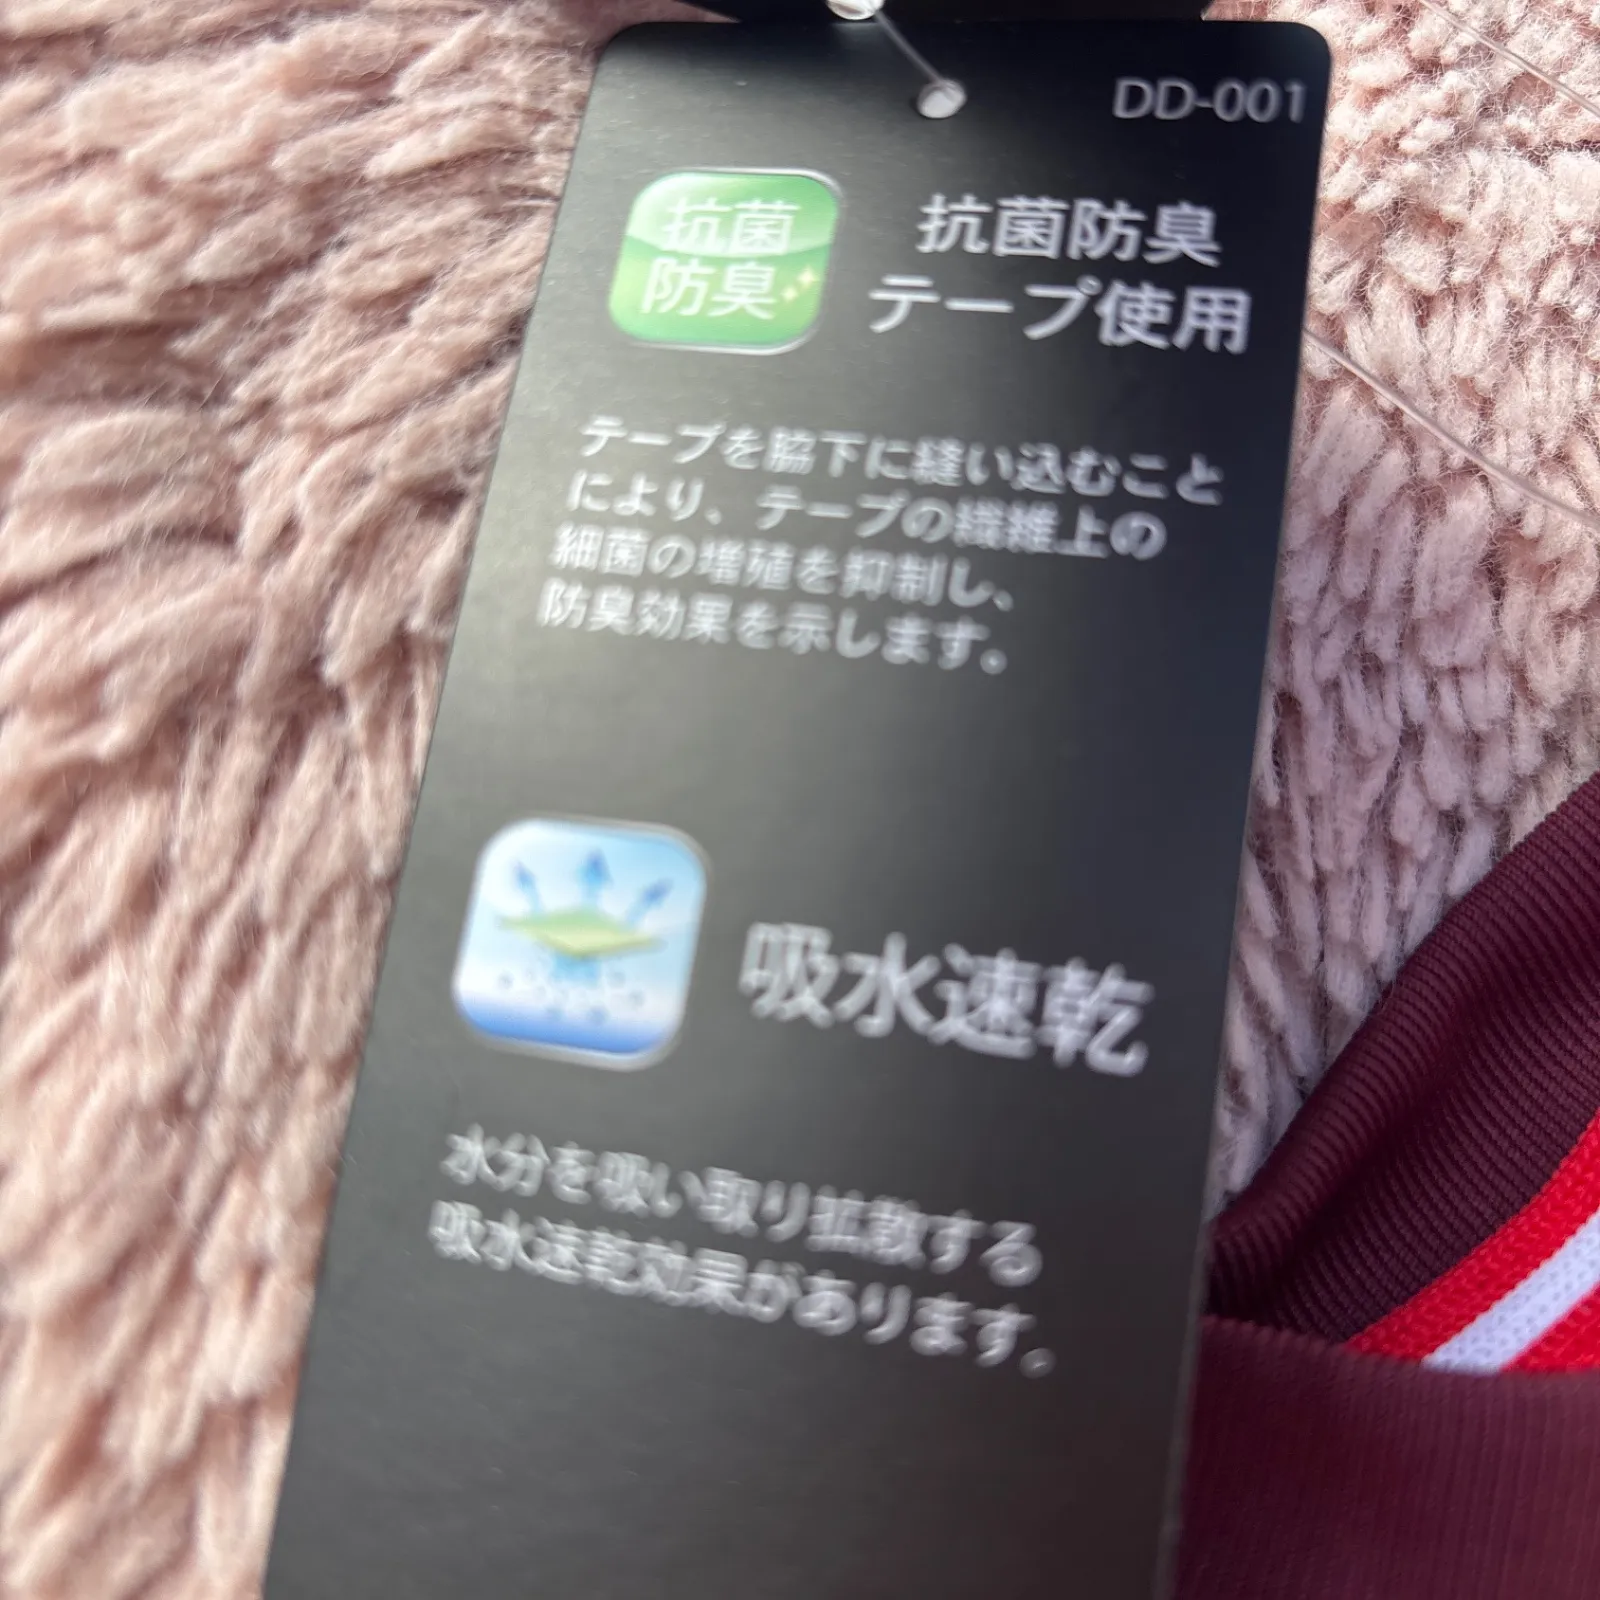 DD-001
抗菌
防臭
抗菌防臭
テープ使用
テープを脇下に縫い込むこと
により、テープの繊維上の
細菌の増殖を抑制し、
防臭効果を示します。
吸水速乾
水分を吸い取り拡散する
吸水速乾効果があります。